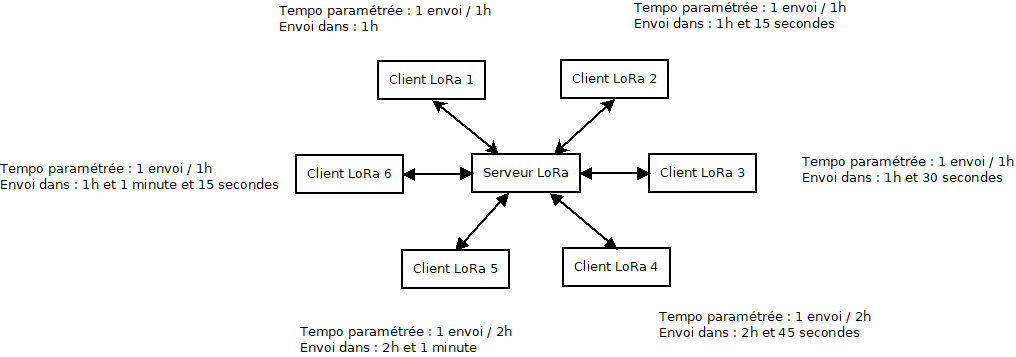 Tempo paramétrée : 1 envoi / 1h
Envoi dans : 1h
Tempo paramétrée : 1 envoi / 1h
Envoi dans : 1h et 15 secondes
Client LoRa 1
Client LoRa 2
Tempo paramétrée : 1 envoi / 1h
Envoi dans : 1h et 1 minute et 15 secondes
Client LoRa 6
Serveur LoRa
Client LoRa 3
Tempo paramétrée : 1 envoi / 1h
Envoi dans : 1h et 30 secondes
Client LoRa 5
Client LoRa 4
Tempo paramétrée : 1 envoi / 2h
Envoi dans : 2h et 1 minute
Tempo paramétrée : 1 envoi / 2h
Envoi dans : 2h et 45 secondes